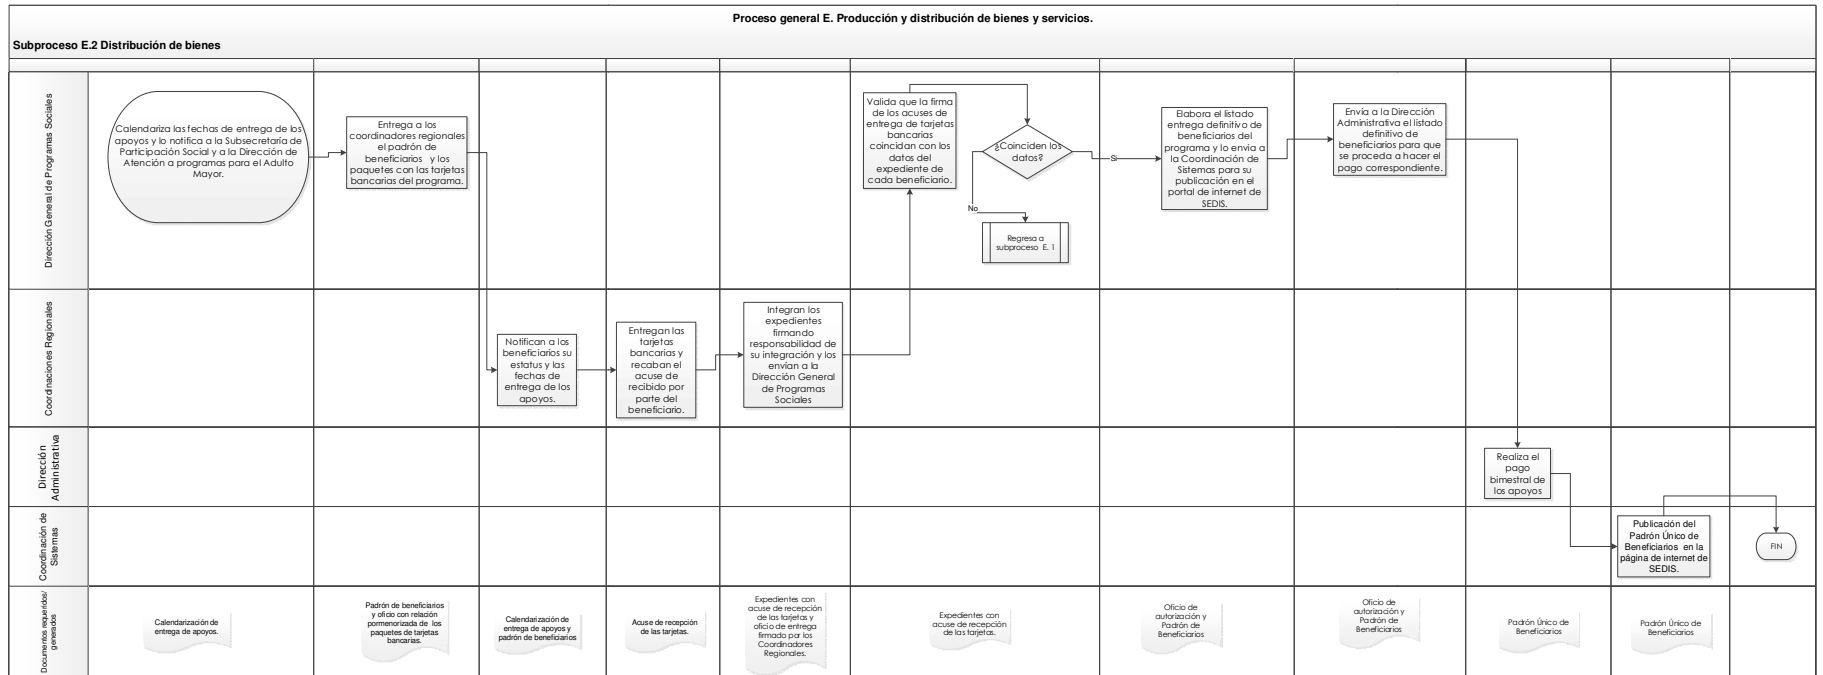 Proceso general E. Producción y distribución de bienes y servicios.
Subproceso E.2 Distribución de bienes
Dirección General de Programas Sociales
Calendariza las fechas de entrega de los
apoyos y lo notifica a la Subsecretaría de
Participación Social y a la Dirección de
Atención a programas para el Adulto
Mayor.
Entrega a los
coordinadores regionales
el padrón de
beneficiarios y los
paquetes con las tarjetas
bancarias del programa.
Valida que la firma
de los acuses de
entrega de tarjetas
bancarias
coincidan con los
datos del
expediente de
cada beneficiario.
¿Coinciden los
datos?
Si
No
Regresa a
subproceso E. 1
Elabora el listado
entrega definitivo de
beneficiarios del
programa y lo envia a
la Coordinación de
Sistemas para su
publicación en el
portal de internet de
SEDIS.
Envía a la Dirección
Administrativa el listado
definitivo de
beneficiarios para que
se proceda a hacer el
pago correspondiente.
Coordinaciones Regionales
Notifican a los
beneficiarios su
estatus y las
fechas de
entrega de los
apoyos.
Entregan las
tarjetas
bancarias y
recaban el
acuse de
recibido por
parte del
beneficiario.
Integran los
expedientes
firmando
responsabilidad de
su integración y los
envían a la
Dirección General
de Programas
Sociales
Dirección
Administrativa
Realiza el
pago
bimestral de
los apoyos
Coordinación de
Sistemas
Publicación del
Padrón Único de
Beneficiarios en la
página de internet de
SEDIS.
FIN
Documentos requeridos/
generados
Calendarización de
entrega de apoyos.
Padrón de beneficiarios
y oficio con relación
pormenorizada de los
paquetes de tarjetas
bancarias.
Calendarización de
entrega de apoyos y
padrón de beneficiarios
Acuse de recepción
de las tarjetas.
Expedientes con
acuse de recepción
de las tarjetas y
oficio de entrega
firmado por los
Coordinadores
Regionales.
Expedientes con
acuse de recepción
de las tarjetas.
Oficio de
autorización y
Padrón de
Beneficiarios
Oficio de
autorización y
Padrón de
Beneficiarios
Padrón Único de
Beneficiarios
Padrón Único de
Beneficiarios